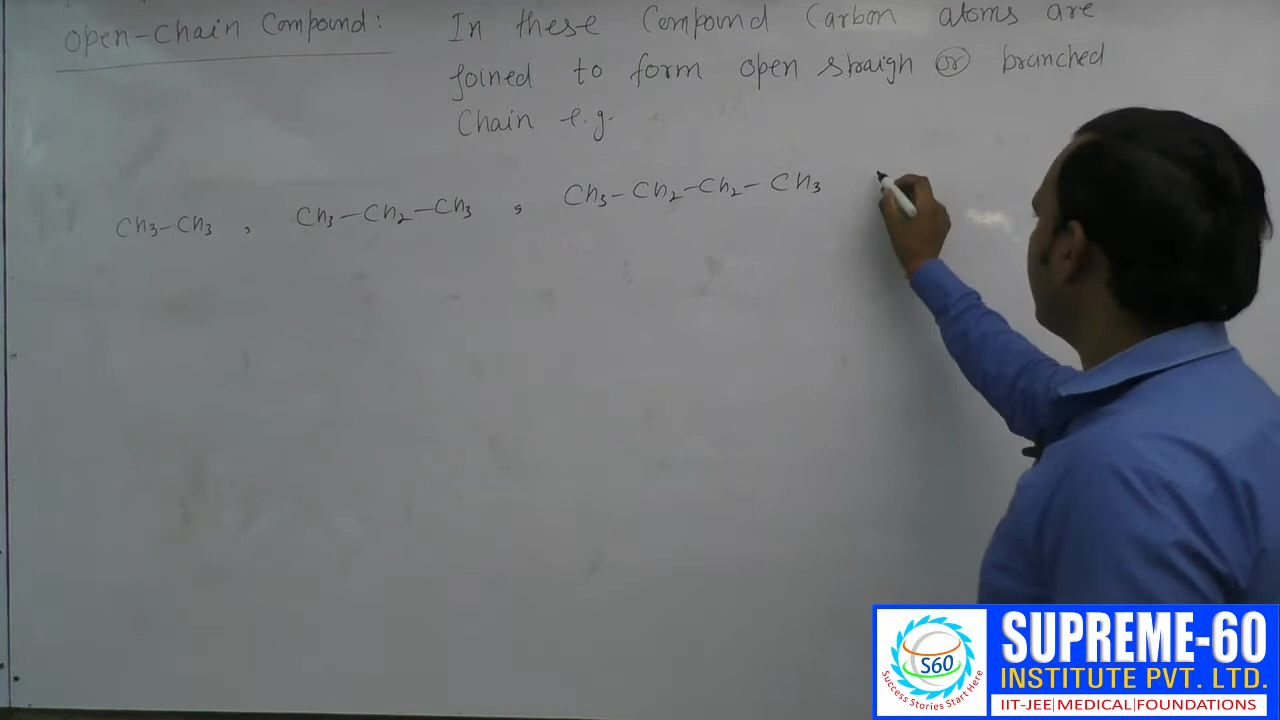 Open-Chain Compound: In these Compound Carbon atoms are
joined to form open straigh or branched
Chain e.g.
CH3-CH3, CH3-CH2-CH3, CH3-CH2-CH2-CH3
S60
Success Stories Start Here
SUPREME-60
INSTITUTE PVT. LTD.
IIT-JEE|MEDICAL|FOUNDATIONS